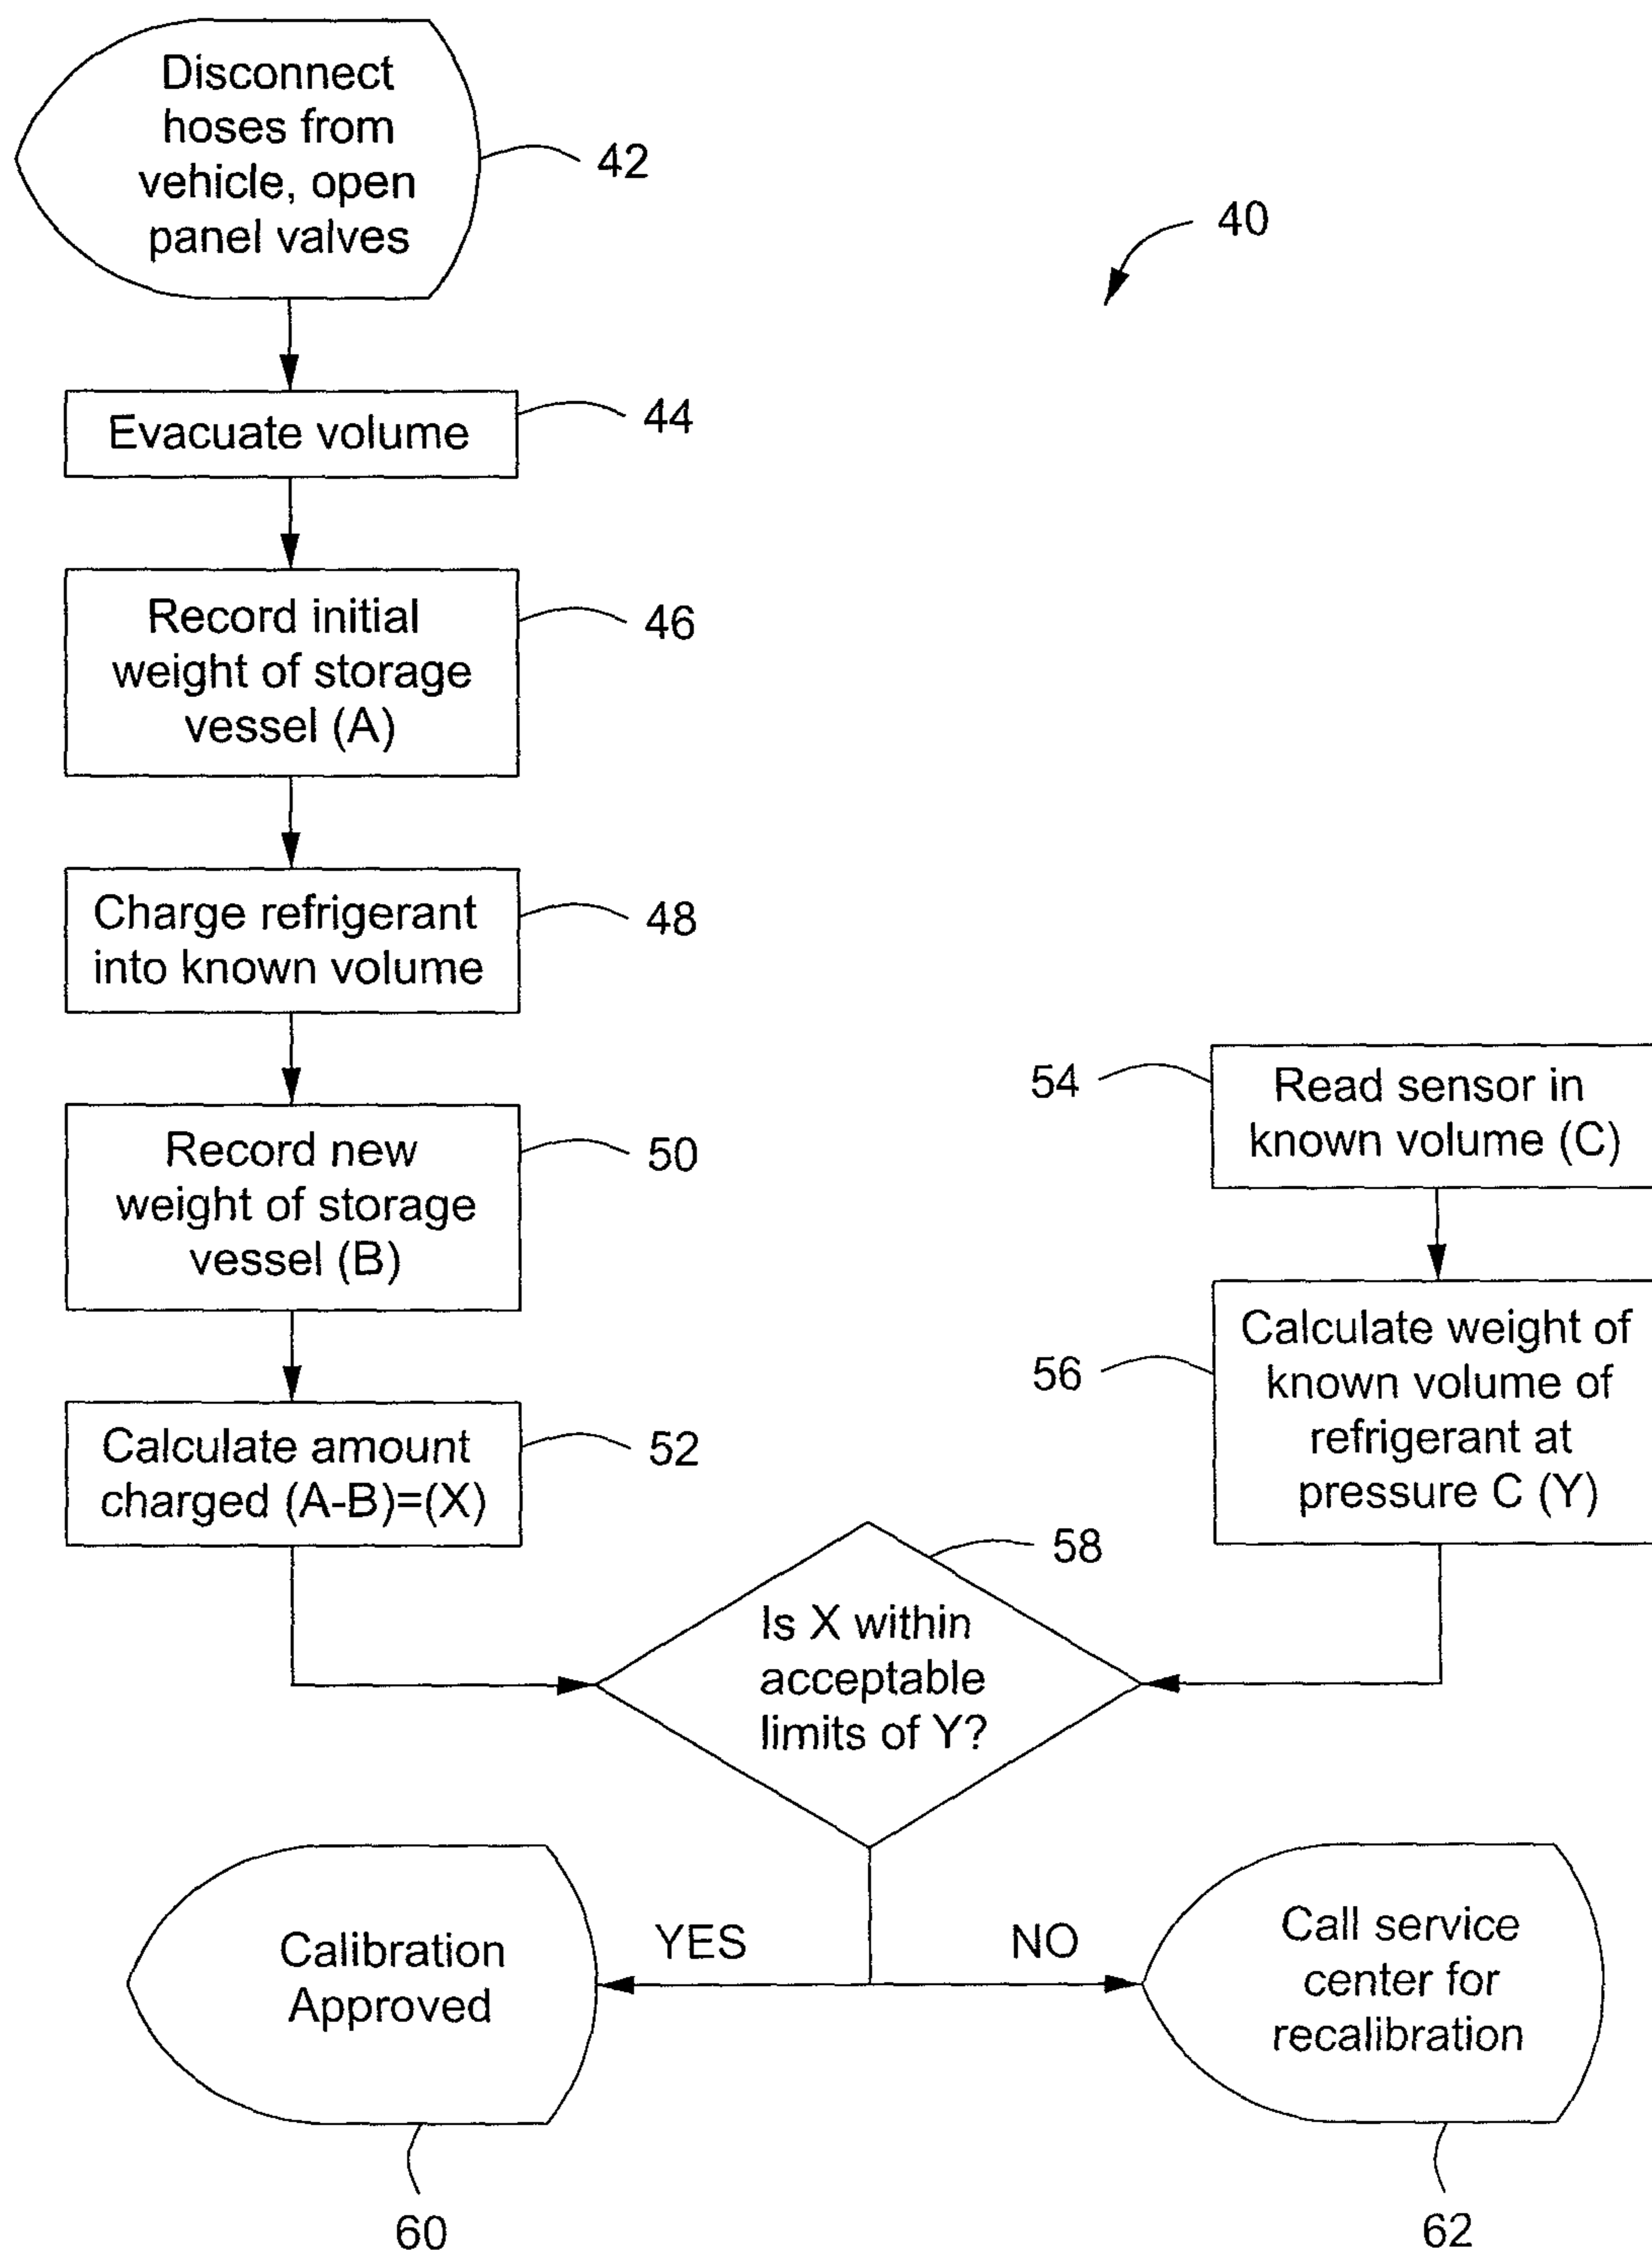 Disconnect
hoses from
vehicle, open
panel valves
42
40
Evacuate volume
44
Record initial
weight of storage
vessel (A)
46
Charge refrigerant
into known volume
48
Record new
weight of storage
vessel (B)
50
Calculate amount
charged (A-B)=(X)
52
54
Read sensor in
known volume (C)
56
Calculate weight of
known volume of
refrigerant at
pressure C (Y)
58
Is X within
acceptable
limits of Y?
YES
NO
Calibration
Approved
60
Call service
center for
recalibration
62